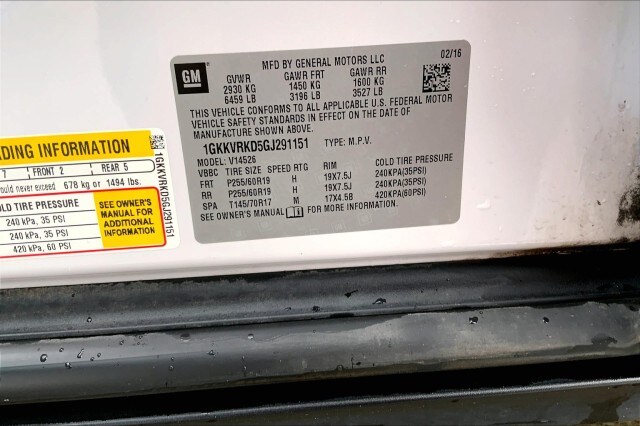 GM
MFD BY GENERAL MOTORS LLC
02/16
GVWR GAWR FRT GAWR RR
2930 KG 1450 KG 1600 KG
6459 LB 3196 LB 3527 LB
THIS VEHICLE CONFORMS TO ALL APPLICABLE U.S. FEDERAL MOTOR
VEHICLE SAFETY STANDARDS IN EFFECT ON THE DATE OF
MANUFACTURE SHOWN ABOVE.
1GKKVRKD5GJ291151 TYPE: M.P.V.
MODEL: V14526
VBBC TIRE SIZE SPEED RTG RIM COLD TIRE PRESSURE
FRT P255/60R19 H 19X7.5J 240KPA(35PSI)
RR P255/60R19 H 19X7.5J 240KPA(35PSI)
SPA T145/70R17 M 17X4.5B 420KPA(60PSI)
SEE OWNER'S MANUAL FOR MORE INFORMATION.
DING INFORMATION
7 FRONT 2 REAR 5
ould never exceed 678 kg or 1494 lbs.
OLD TIRE PRESSURE
240 kPa, 35 PSI
240 kPa, 35 PSI
420 kPa, 60 PSI
SEE OWNER'S
MANUAL FOR
ADDITIONAL
INFORMATION
1GKKVRKD5GJ291151